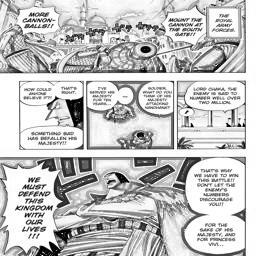 THE
ROYAL
ARMY
FORCES.
MOUNT THE
CANNON AT
THE SOUTH
GATE!!
MORE
CANNON-
BALLS!!
LORD CHAKA, THE
ENEMY IS SAID TO
NUMBER WELL OVER
TWO MILLION.
SOLDIER,
WHAT DO YOU
THINK OF HIS
MAJESTY
ATTACKING
NANOHANA?
I'VE
SERVED HIS
MAJESTY
FOR TEN
YEARS...
THAT'S
RIGHT.
HOW COULD
ANYONE
BELIEVE IT?!
SOMETHING BAD
HAS BEFALLEN HIS
MAJESTY!!
THAT'S WHY
WE HAVE TO WIN
THIS BATTLE!!
DON'T LET THE
ENEMY'S
NUMBERS
DISCOURAGE
YOU!!
FOR THE
SAKE OF HIS
MAJESTY, AND
FOR PRINCESS
VIVI...
WE
MUST
DEFEND
THIS
KINGDOM
WITH
OUR
LIVES
!!!